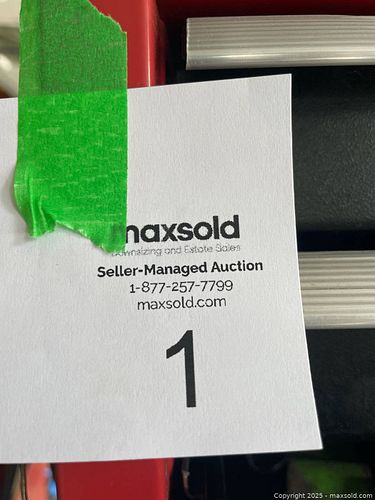 maxsold
Downsizing and Estate Sales
Seller-Managed Auction
1-877-257-7799
maxsold.com
1
Copyright 2025 - maxsold.com